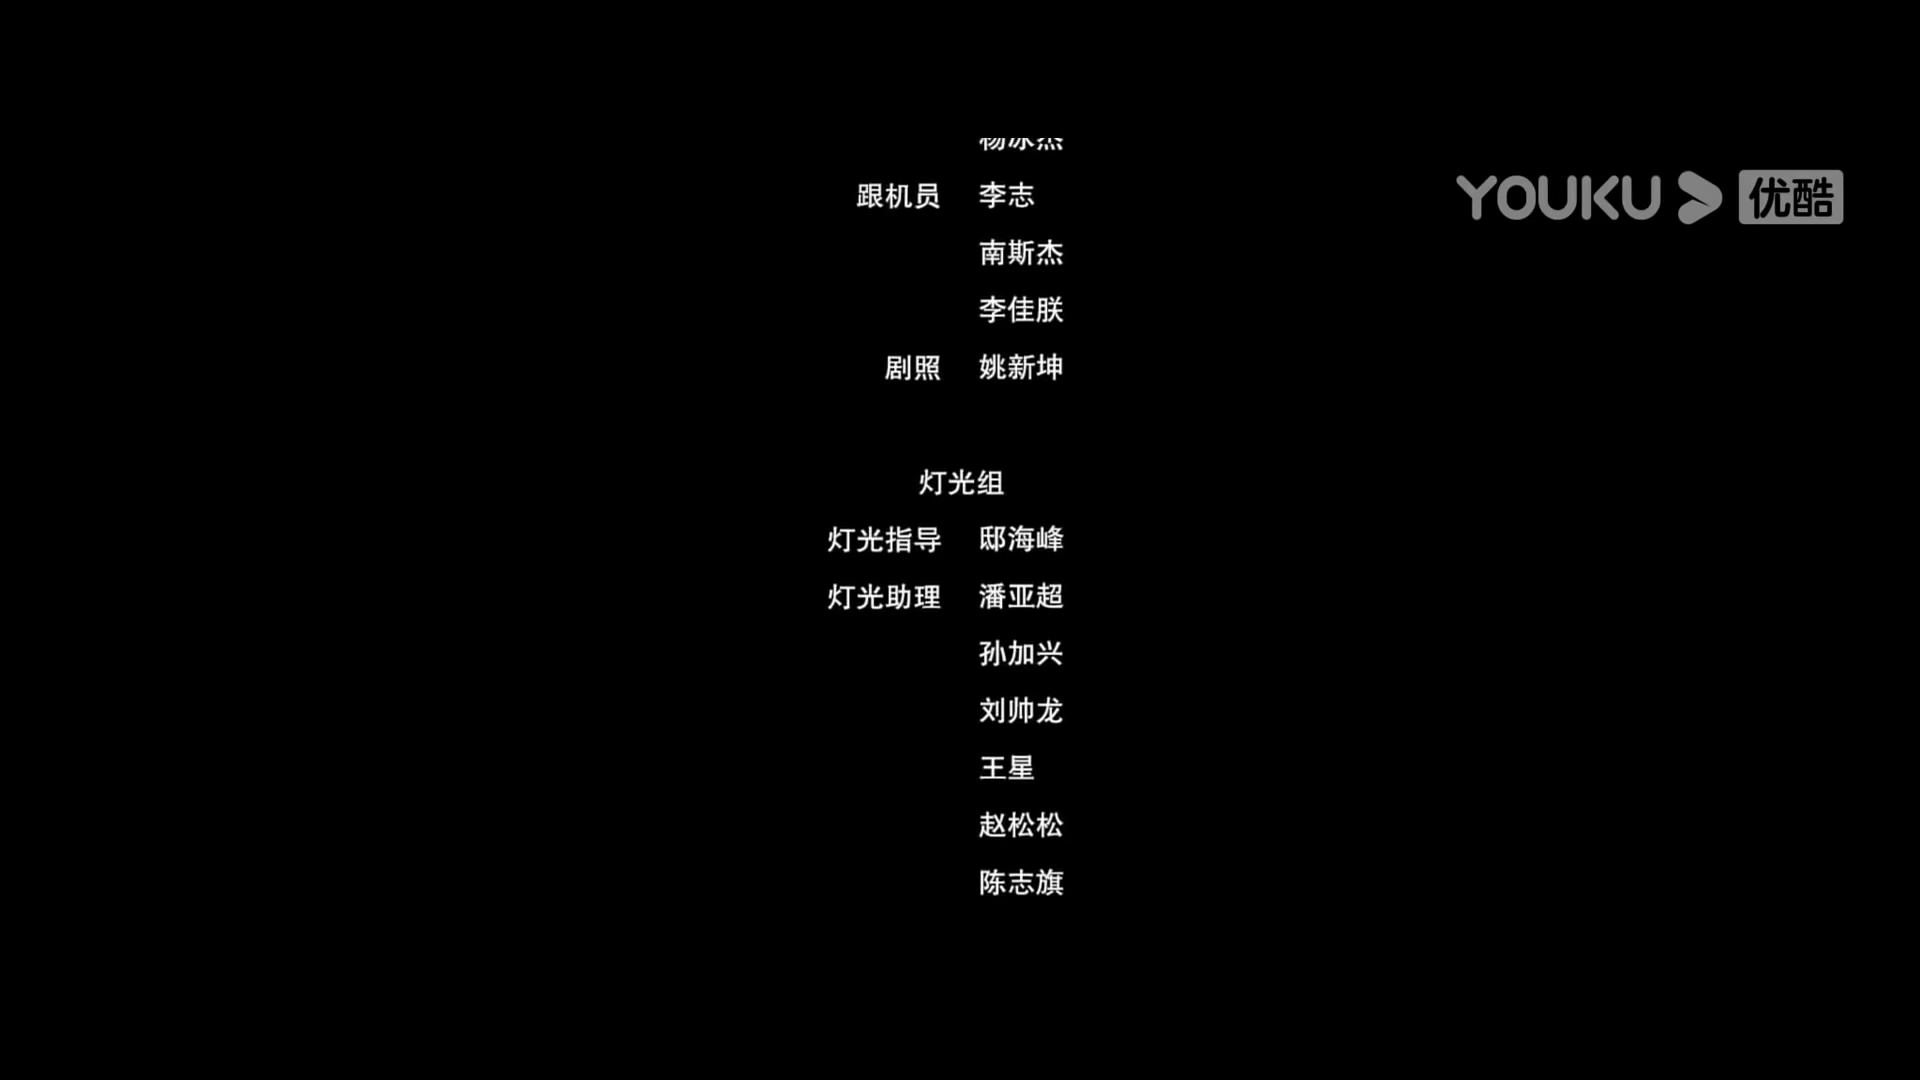 跟机员 李志
南斯杰
李佳朕
剧照 姚新坤
灯光组
灯光指导 邸海峰
灯光助理 潘亚超
孙加兴
刘帅龙
王星
赵松松
陈志旗
YOUKU 优酷